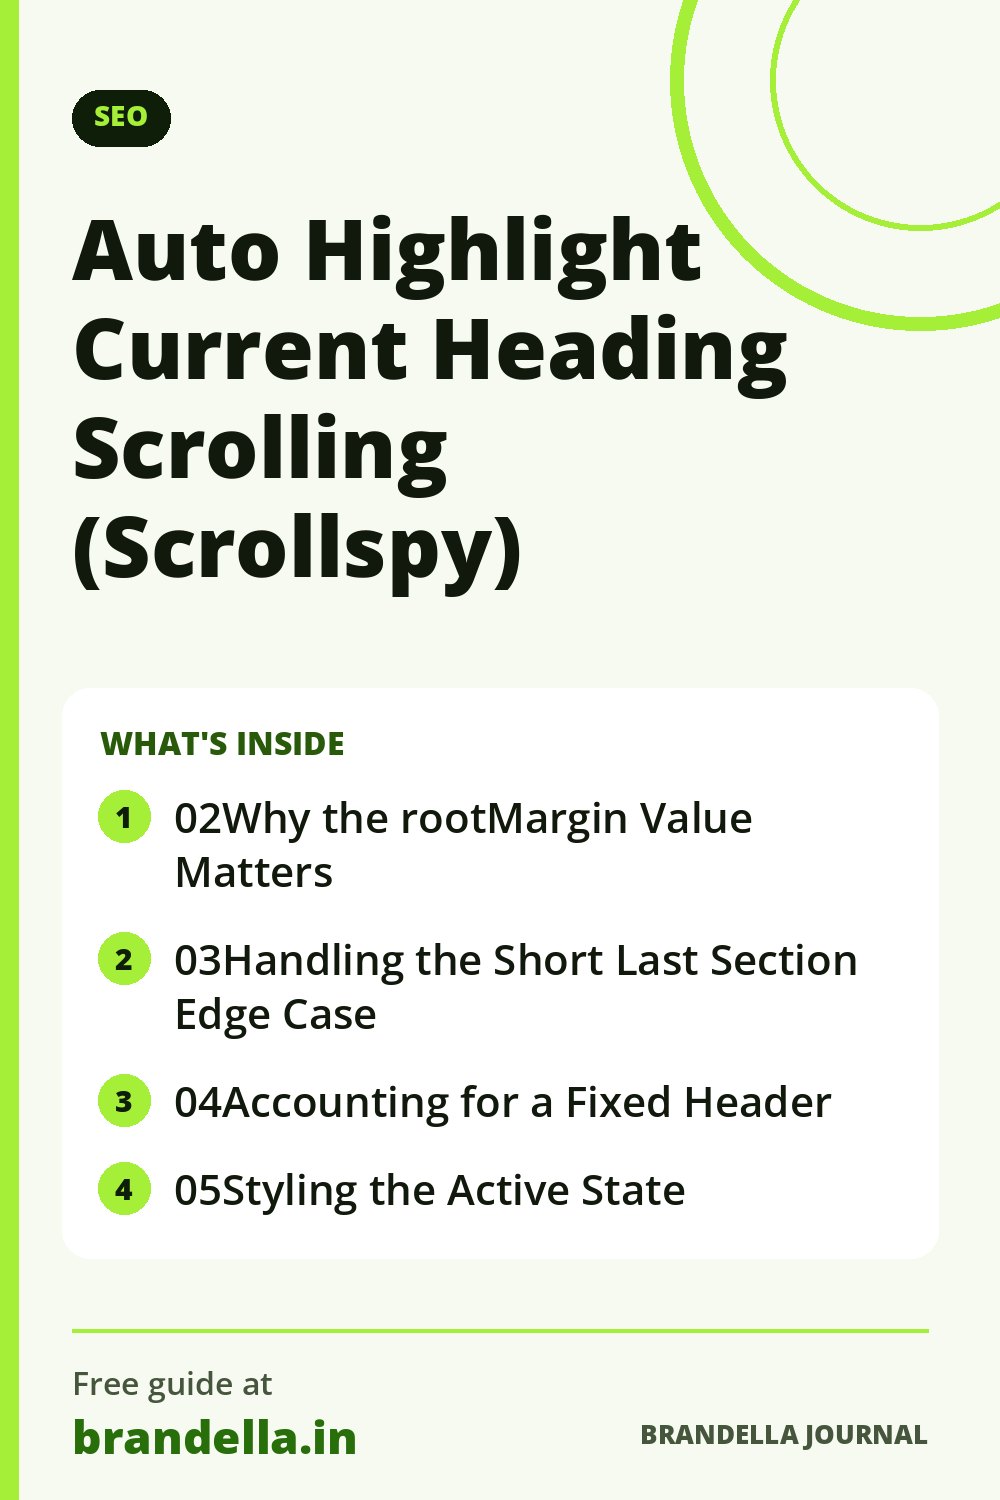 SEO
Auto Highlight
Current Heading
Scrolling
(Scrollspy)
WHAT'S INSIDE
1 02Why the rootMargin Value
Matters
2 03Handling the Short Last Section
Edge Case
3 04Accounting for a Fixed Header
4 05Styling the Active State
Free guide at
brandella.in
BRANDELLA JOURNAL